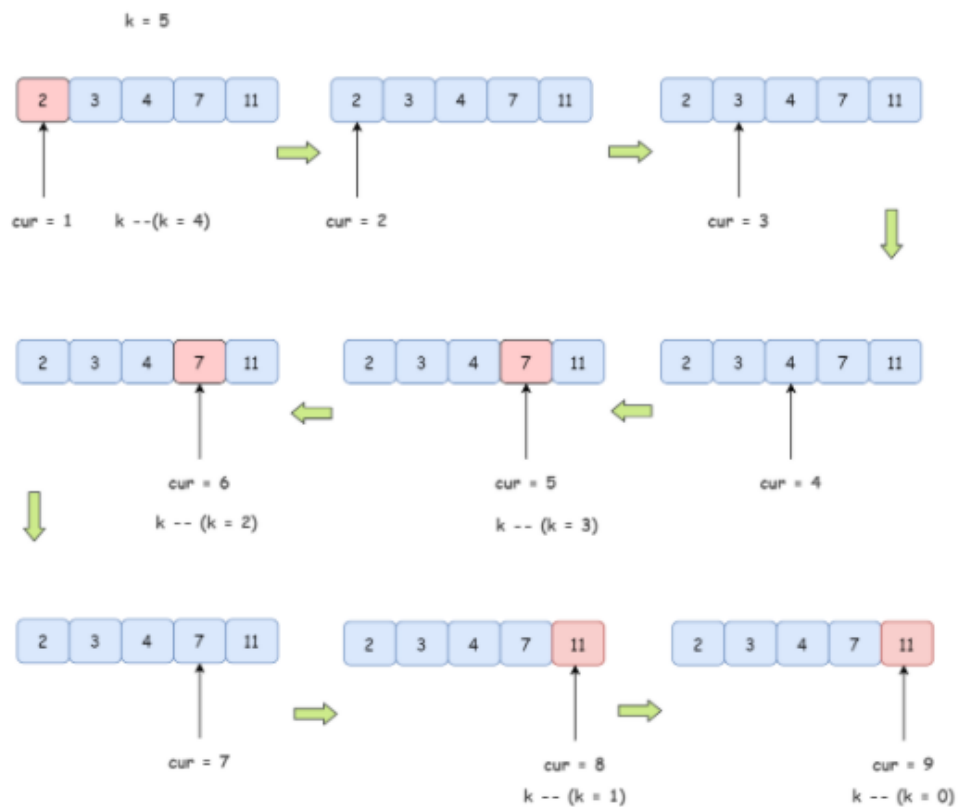 k = 5
2 3 4 7 11
2 3 4 7 11
2 3 4 7 11
cur = 1 k --(k = 4)
cur = 2
cur = 3
2 3 4 7 11
2 3 4 7 11
2 3 4 7 11
cur = 6
k -- (k = 2)
cur = 5
k -- (k = 3)
cur = 4
2 3 4 7 11
2 3 4 7 11
2 3 4 7 11
cur = 7
cur = 8
k -- (k = 1)
cur = 9
k -- (k = 0)